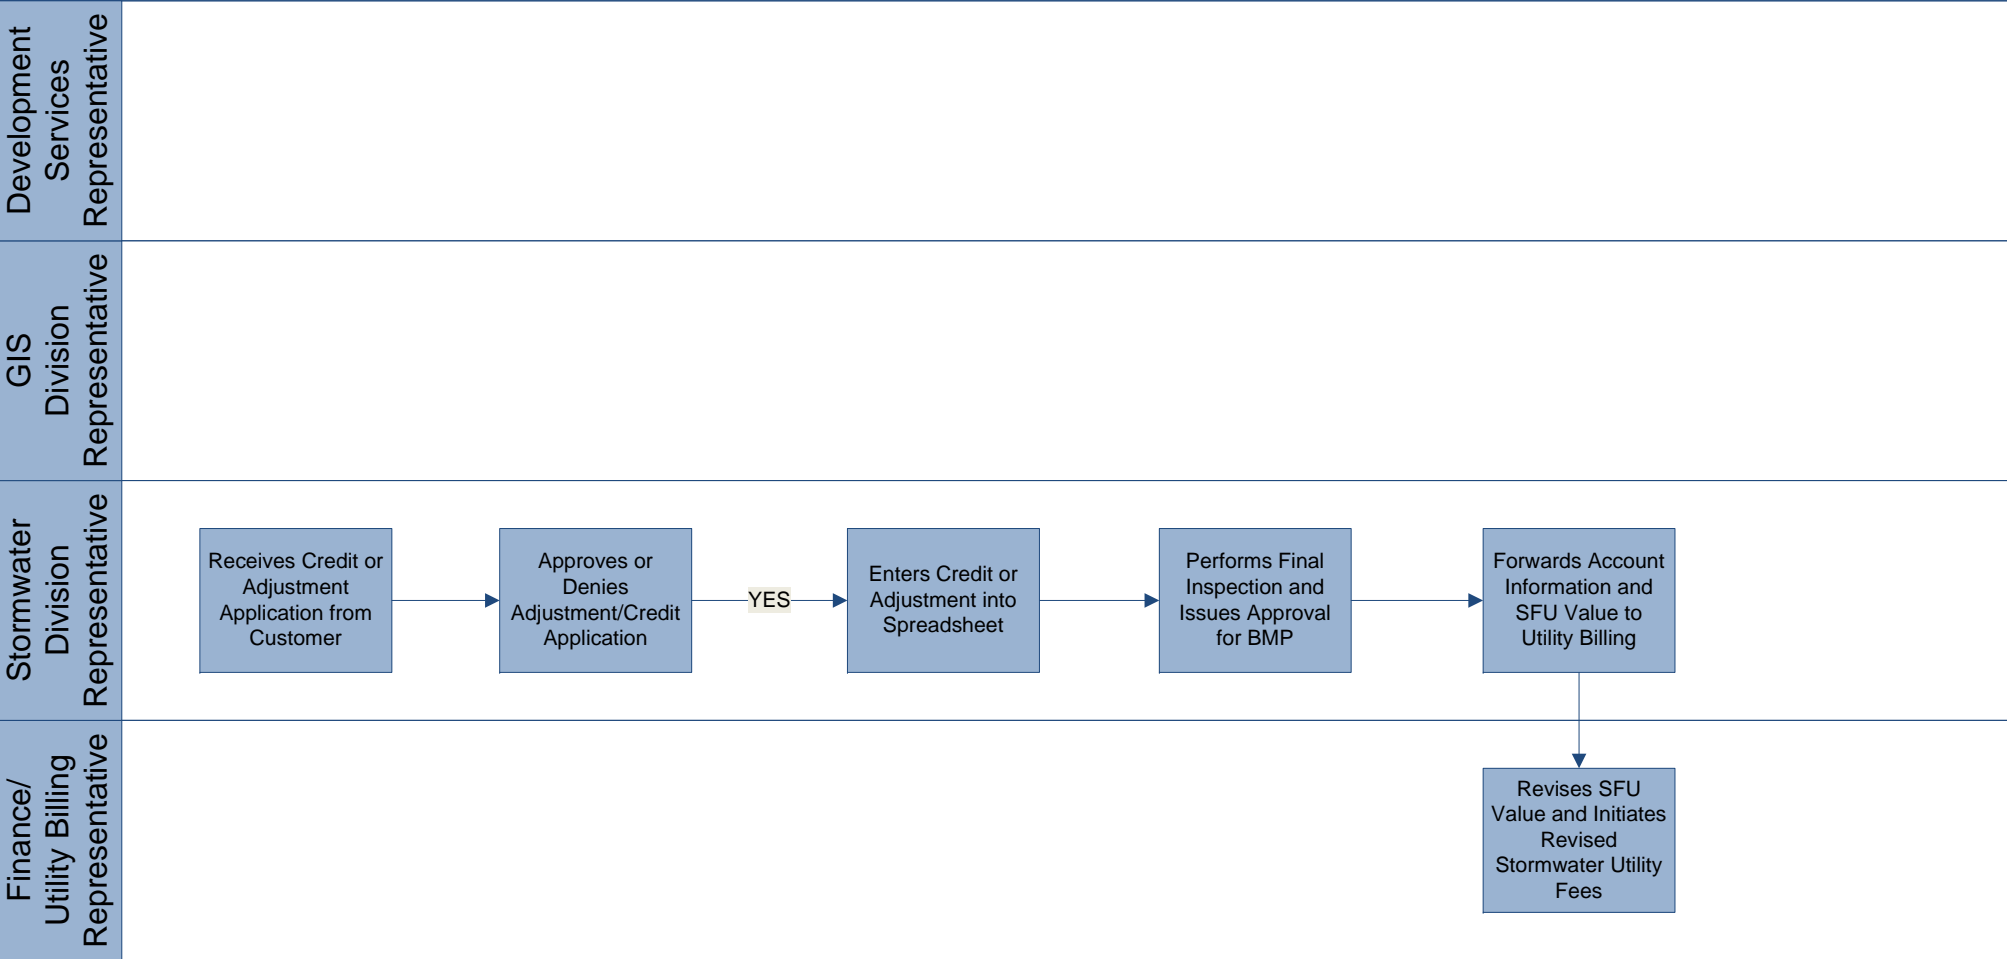 Development
Services
Representative
GIS
Division
Representative
Stormwater
Division
Representative
Receives Credit or
Adjustment
Application from
Customer
Approves or
Denies
Adjustment/Credit
Application
YES
Enters Credit or
Adjustment into
Spreadsheet
Performs Final
Inspection and
Issues Approval
for BMP
Forwards Account
Information and
SFU Value to
Utility Billing
Finance/
Utility Billing
Representative
Revises SFU
Value and Initiates
Revised
Stormwater Utility
Fees